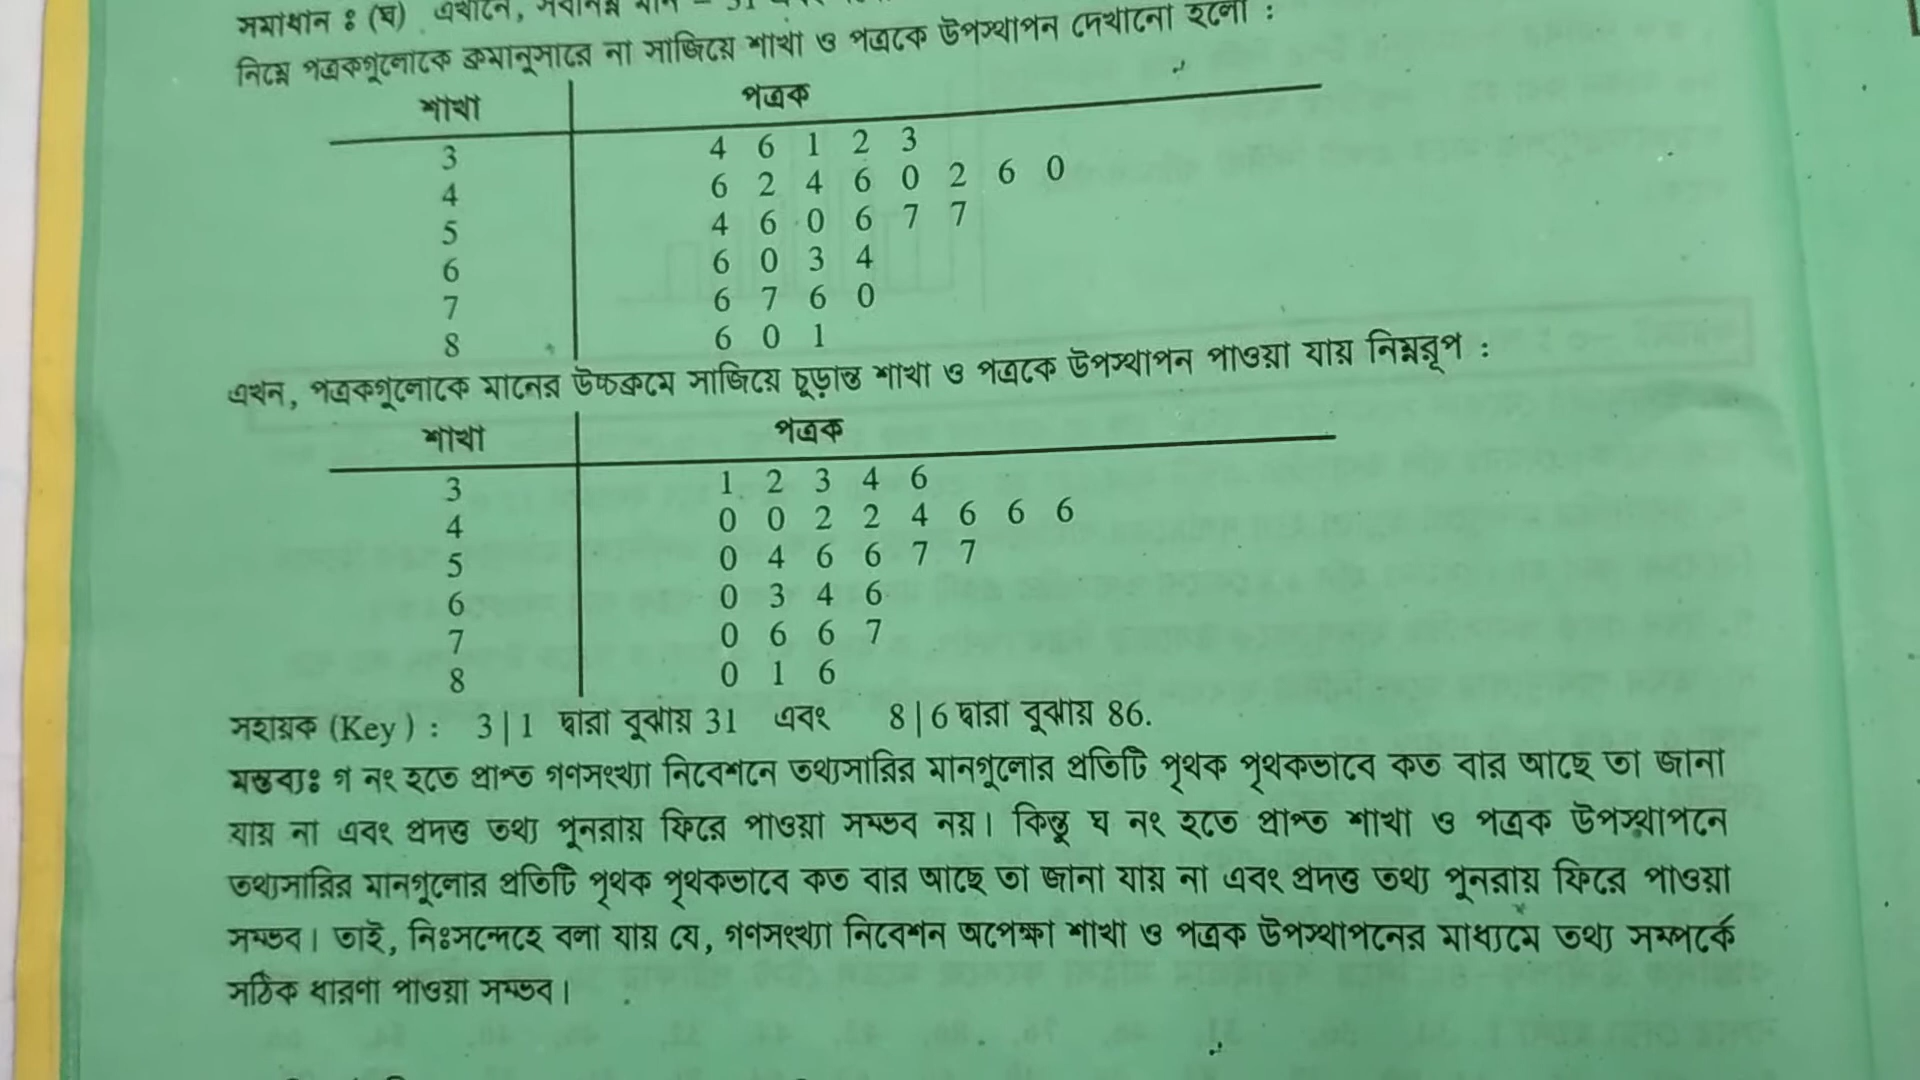 সমাধান ঃ (ঘ) এখানে, সর্বনিম্ন মান = 31
নিম্নে পত্রকগুলোকে ক্রমানুসারে না সাজিয়ে শাখা ও পত্রকে উপস্থাপন দেখানো হলো :
শাখা পত্রক
3 4 6 1 2 3
4 6 2 4 6 0 2 6 0
5 4 6 0 6 7 7
6 6 0 3 4
7 6 7 6 0
8 6 0 1
এখন, পত্রকগুলোকে মানের উচ্চক্রমে সাজিয়ে চূড়ান্ত শাখা ও পত্রকে উপস্থাপন পাওয়া যায় নিম্নরূপ :
শাখা পত্রক
3 1 2 3 4 6
4 0 0 2 2 4 6 6 6
5 0 4 6 6 7 7
6 0 3 4 6
7 0 6 6 7
8 0 1 6
সহায়ক (Key) : 3|1 দ্বারা বুঝায় 31 এবং 8|6 দ্বারা বুঝায় 86.
মন্তব্যঃ গ নং হতে প্রাপ্ত গণসংখ্যা নিবেশনে তথ্যসারির মানগুলোর প্রতিটি পৃথক পৃথকভাবে কত বার আছে তা জানা
যায় না এবং প্রদত্ত তথ্য পুনরায় ফিরে পাওয়া সম্ভব নয়। কিন্তু ঘ নং হতে প্রাপ্ত শাখা ও পত্রক উপস্থাপনে
তথ্যসারির মানগুলোর প্রতিটি পৃথক পৃথকভাবে কত বার আছে তা জানা যায় না এবং প্রদত্ত তথ্য পুনরায় ফিরে পাওয়া
সম্ভব। তাই, নিঃসন্দেহে বলা যায় যে, গণসংখ্যা নিবেশন অপেক্ষা শাখা ও পত্রক উপস্থাপনের মাধ্যমে তথ্য সম্পর্কে
সঠিক ধারণা পাওয়া সম্ভব।